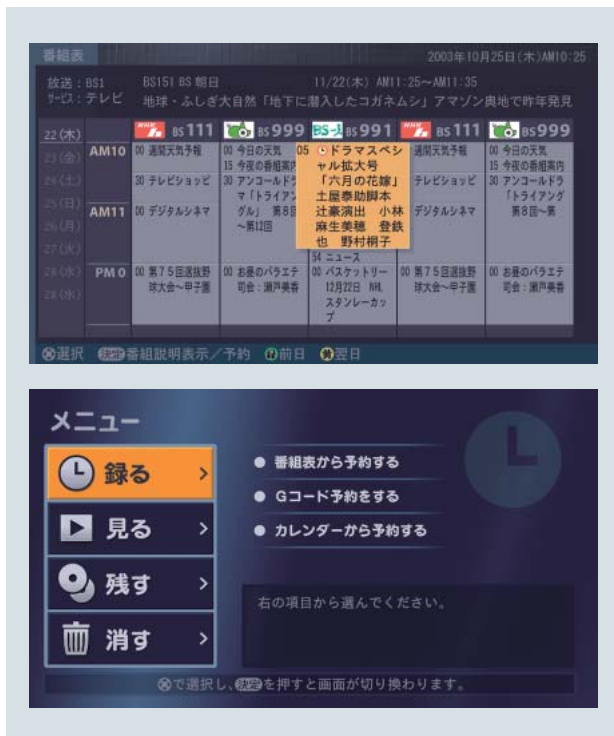 番組表 2003年10月25日(木)AM10:25
放送：BS1 BS151 BS 朝日 11/22(木) AM11:25～AM11:35
サービス：テレビ 地球・ふしぎ大自然「地下に潜入したコガネムシ」アマゾン奥地で昨年発見
22(木) BS111 BS999 BS991 BS111 BS999
23(金)
24(土)
25(日)
26(月)
27(火)
28(水)
28(水)
AM10
AM11
PM 0
00 週間天気予報
30 テレビショッピ
00 デジタルシネマ
00 第75回選抜野
球大会～甲子園
00 今日の天気
15 今夜の番組案内
30 アンコールドラ
マ「トライアン
グル」 第8回
～第12回
00 お昼のバラエテ
司会：瀬戸美香
05 ドラマスペシ
ャル拡大号
「六月の花嫁」
土屋泰助脚本
辻豪演出 小林
麻生美穂 登鉄
也 野村桐子
54 ニュース
00 バスケットリー
12月22日 NHL
スタンレーカッ
プ
週間天気予報
テレビショッピ
デジタルシネマ
00 第75回選抜野
球大会～甲子園
00 今日の天気
15 今夜の番組案内
30 アンコールドラ
「トライアング
第8回～第
00 お昼のバラエテ
司会：瀬戸美香
選択 決定 番組説明表示／予約 前日 翌日
メニュー
録る
見る
残す
消す
番組表から予約する
Gコード予約をする
カレンダーから予約する
右の項目から選んでください。
で選択し、決定を押すと画面が切り換わります。